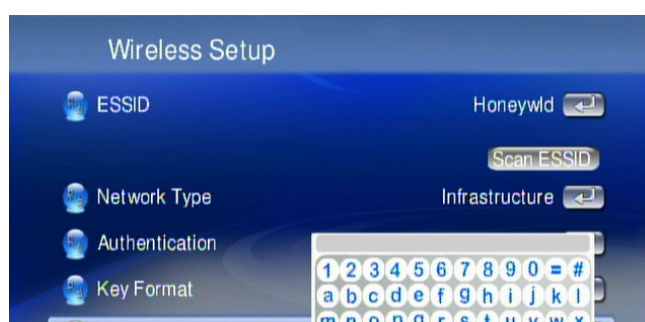 Wireless Setup
ESSID Honeywld
Scan ESSID
Network Type Infrastructure
Authentication
Key Format
1 2 3 4 5 6 7 8 9 0 = #
a b c d e f g h i j k l
m n o p q r s t u v w x